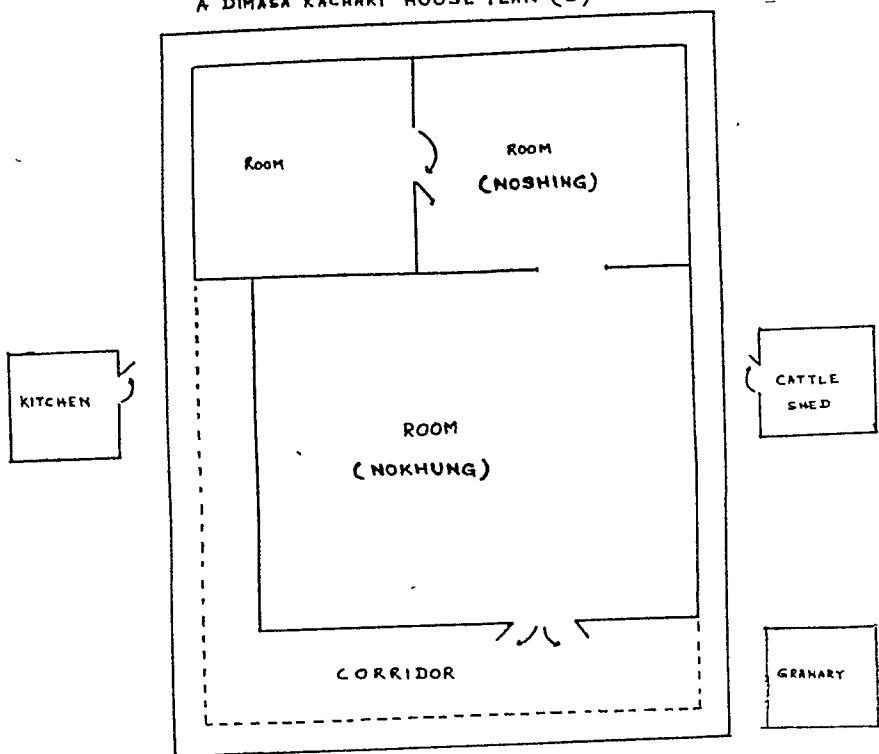 A DIMASA KACHARI HOUSE PLAN
ROOM
ROOM
(NOSHING)
KITCHEN
CATTLE
SHED
ROOM
(NOKHUNG)
CORRIDOR
GRANARY